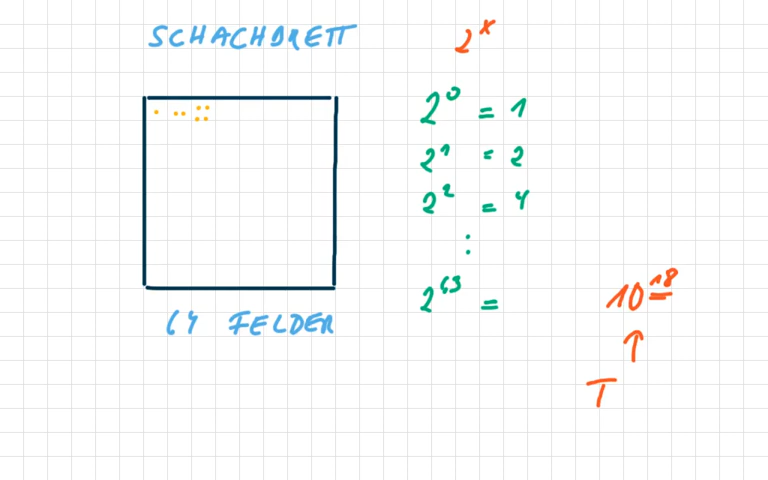 SCHACHBRETT
2^x
2^0 = 1
2^1 = 2
2^2 = 4
:
2^63 =
10^18
↑
T
64 FELDER